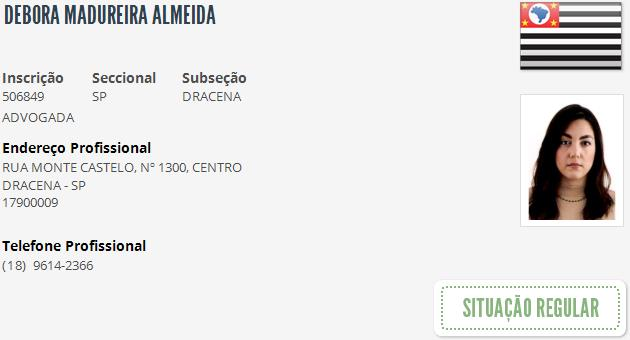 DEBORA MADUREIRA ALMEIDA
Inscrição Seccional Subseção
506849 SP DRACENA
ADVOGADA
Endereço Profissional
RUA MONTE CASTELO, Nº 1300, CENTRO
DRACENA - SP
17900009
Telefone Profissional
(18) 9614-2366
SITUAÇÃO REGULAR